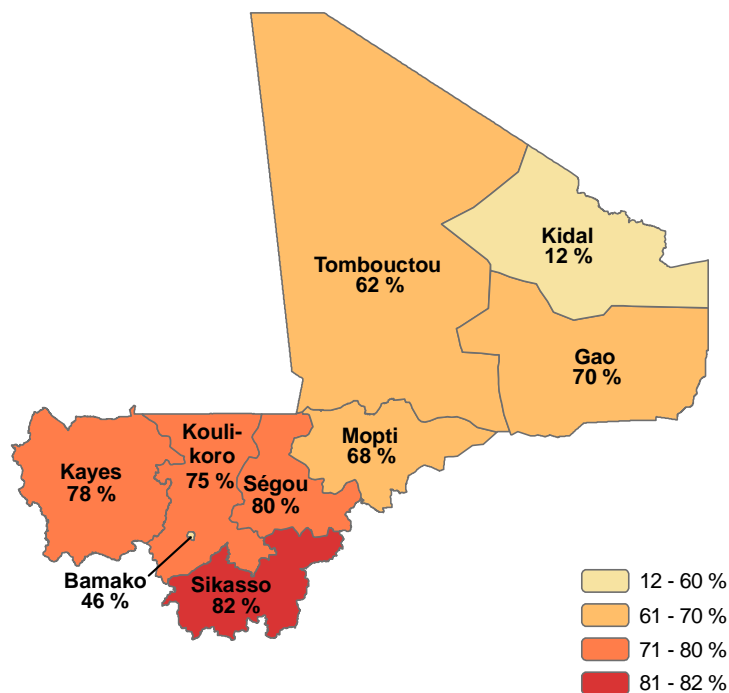 Kidal
12 %
Tombouctou
62 %
Gao
70 %
Mopti
68 %
Kouli-
koro
75 %
Kayes
78 %
Ségou
80 %
Bamako
46 %
Sikasso
82 %
12 - 60 %
61 - 70 %
71 - 80 %
81 - 82 %